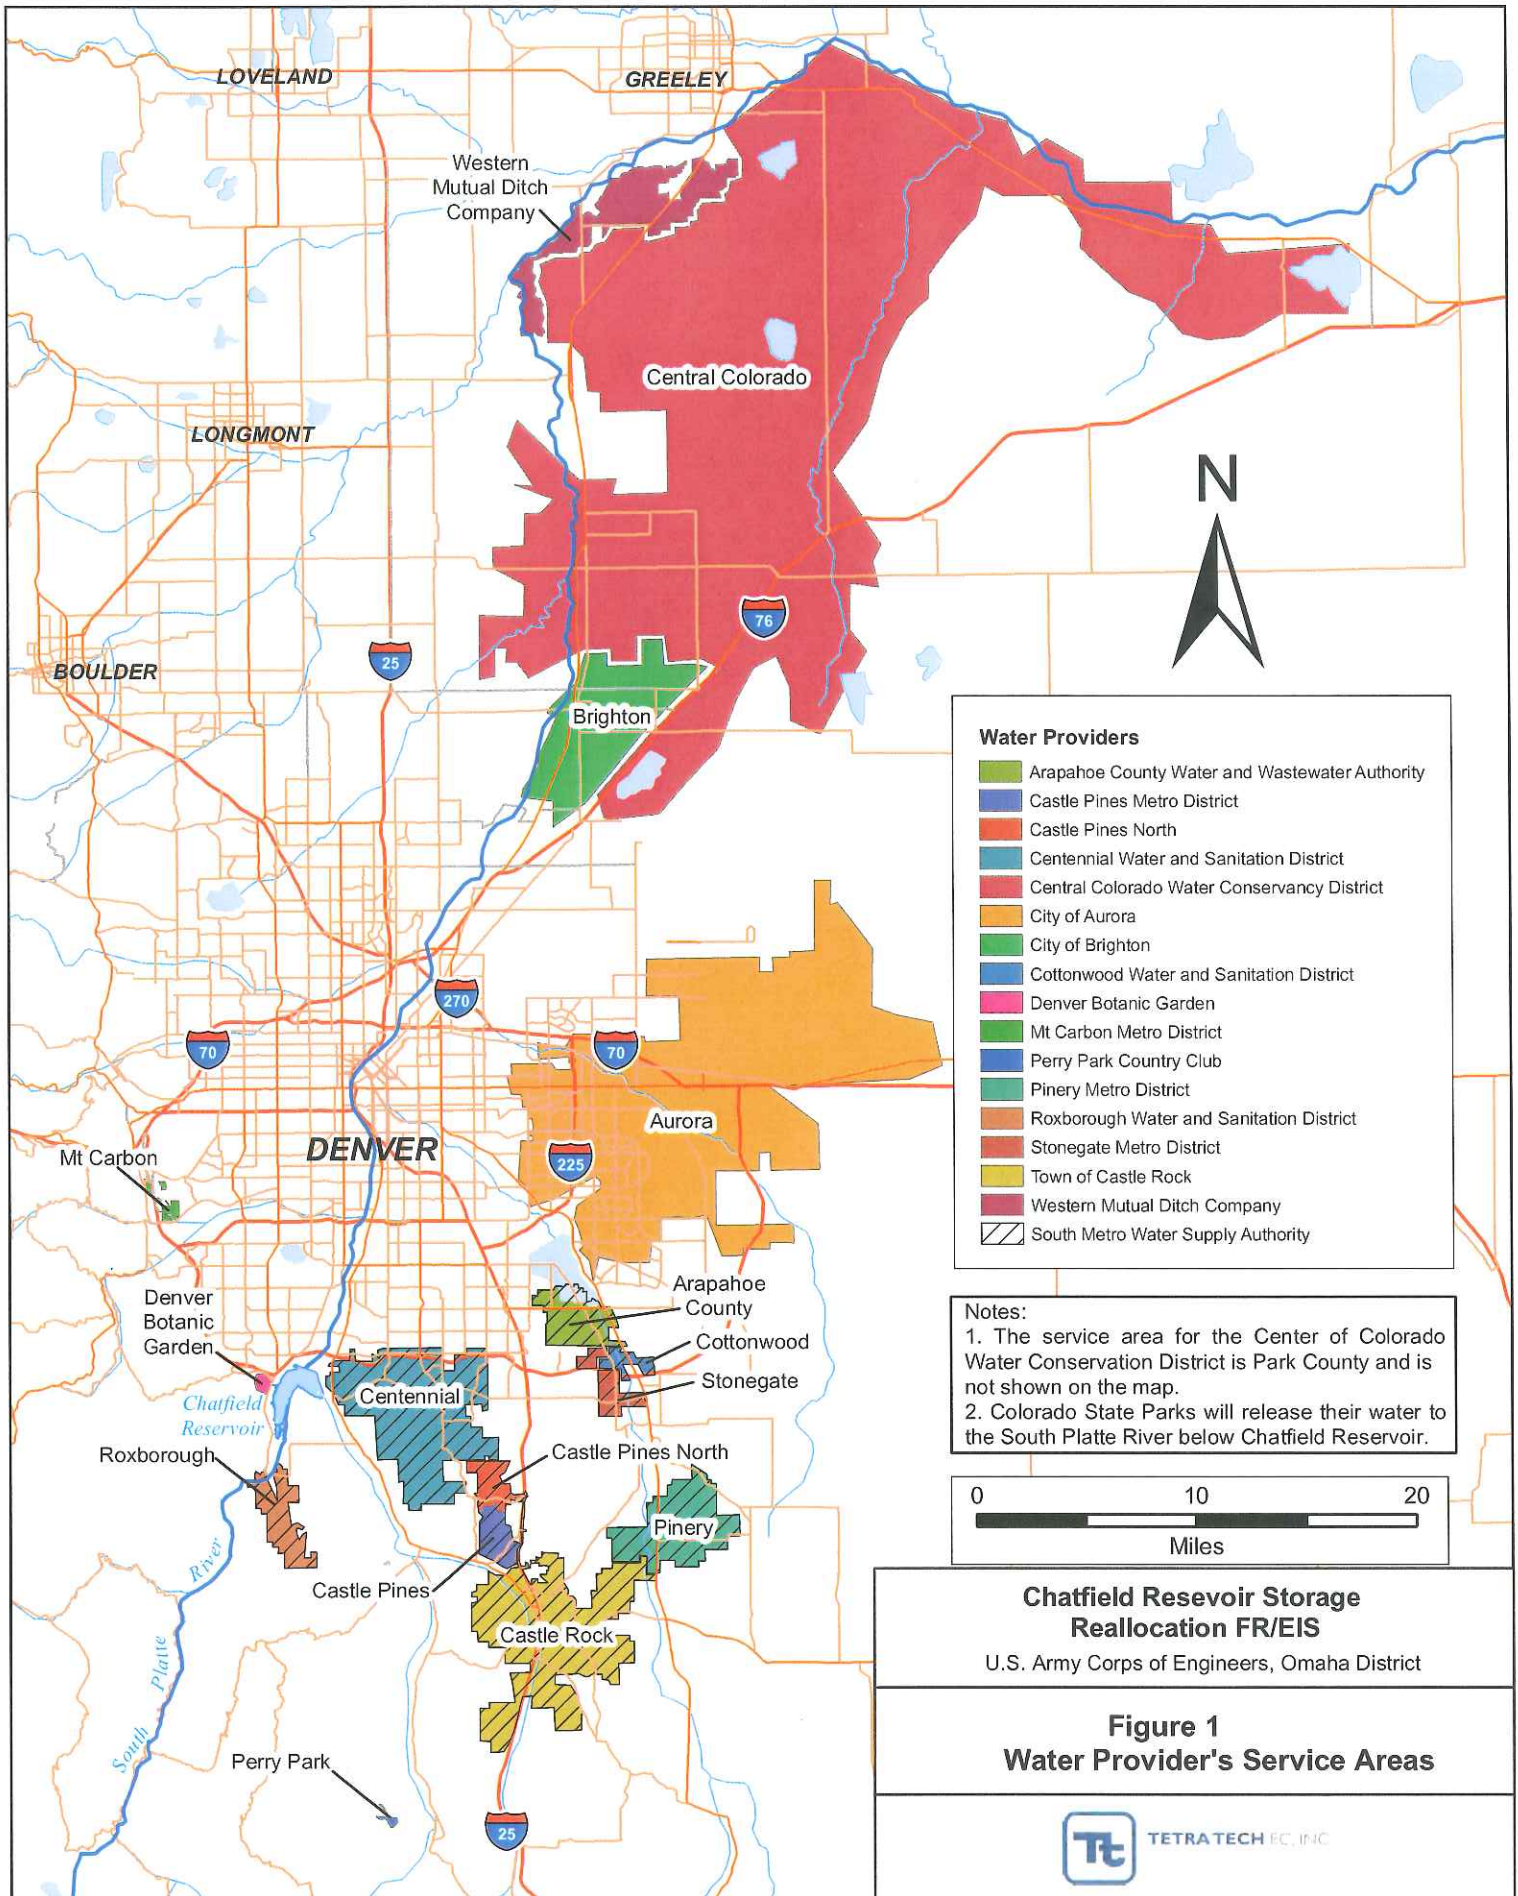 LOVELAND
GREELEY
Western
Mutual Ditch
Company
Central Colorado
LONGMONT
N
76
25
BOULDER
Brighton
Water Providers
Arapahoe County Water and Wastewater Authority
Castle Pines Metro District
Castle Pines North
Centennial Water and Sanitation District
Central Colorado Water Conservancy District
City of Aurora
City of Brighton
Cottonwood Water and Sanitation District
Denver Botanic Garden
Mt Carbon Metro District
Perry Park Country Club
Pinery Metro District
Roxborough Water and Sanitation District
Stonegate Metro District
Town of Castle Rock
Western Mutual Ditch Company
South Metro Water Supply Authority
270
70
70
Aurora
DENVER
225
Mt Carbon
Arapahoe
County
Denver
Botanic
Garden
Cottonwood
Stonegate
Centennial
Chatfield
Reservoir
Roxborough
Castle Pines North
Pinery
Castle Pines
Castle Rock
South Platte River
Perry Park
25
Notes:
1. The service area for the Center of Colorado
Water Conservation District is Park County and is
not shown on the map.
2. Colorado State Parks will release their water to
the South Platte River below Chatfield Reservoir.
0 10 20
Miles
Chatfield Resevoir Storage
Reallocation FR/EIS
U.S. Army Corps of Engineers, Omaha District
Figure 1
Water Provider's Service Areas
Tt
TETRA TECH EC, INC